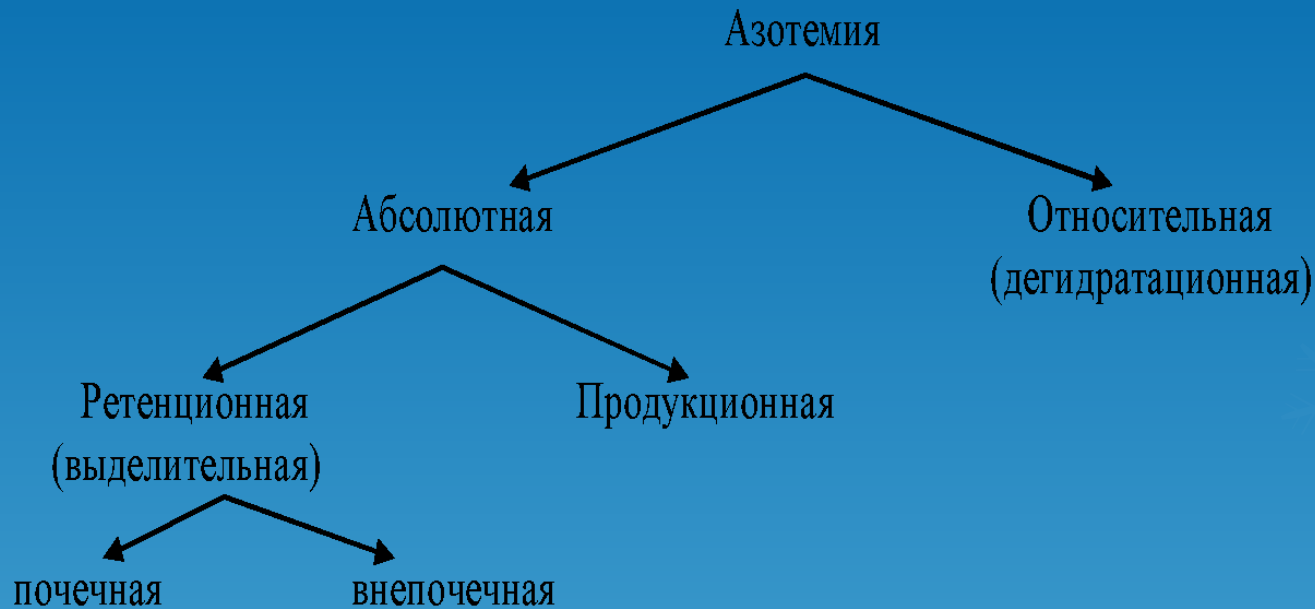 Азотемия
Абсолютная
Относительная
(дегидратационная)
Ретенционная
(выделительная)
Продукционная
почечная
внепочечная